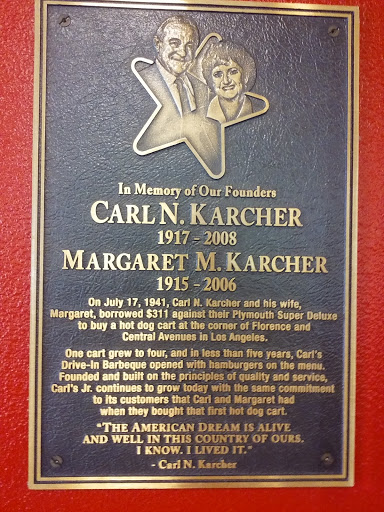 In Memory of Our Founders
CARL N. KARCHER
1917 - 2008
MARGARET M. KARCHER
1915 - 2006
On July 17, 1941, Carl N. Karcher and his wife,
Margaret, borrowed $311 against their Plymouth Super Deluxe
to buy a hot dog cart at the corner of Florence and
Central Avenues in Los Angeles.
One cart grew to four, and in less than five years, Carl's
Drive-In Barbeque opened with hamburgers on the menu.
Founded and built on the principles of quality and service,
Carl's Jr. continues to grow today with the same commitment
to its customers that Carl and Margaret had
when they bought that first hot dog cart.
"THE AMERICAN DREAM IS ALIVE
AND WELL IN THIS COUNTRY OF OURS.
I KNOW. I LIVED IT."
- Carl N. Karcher